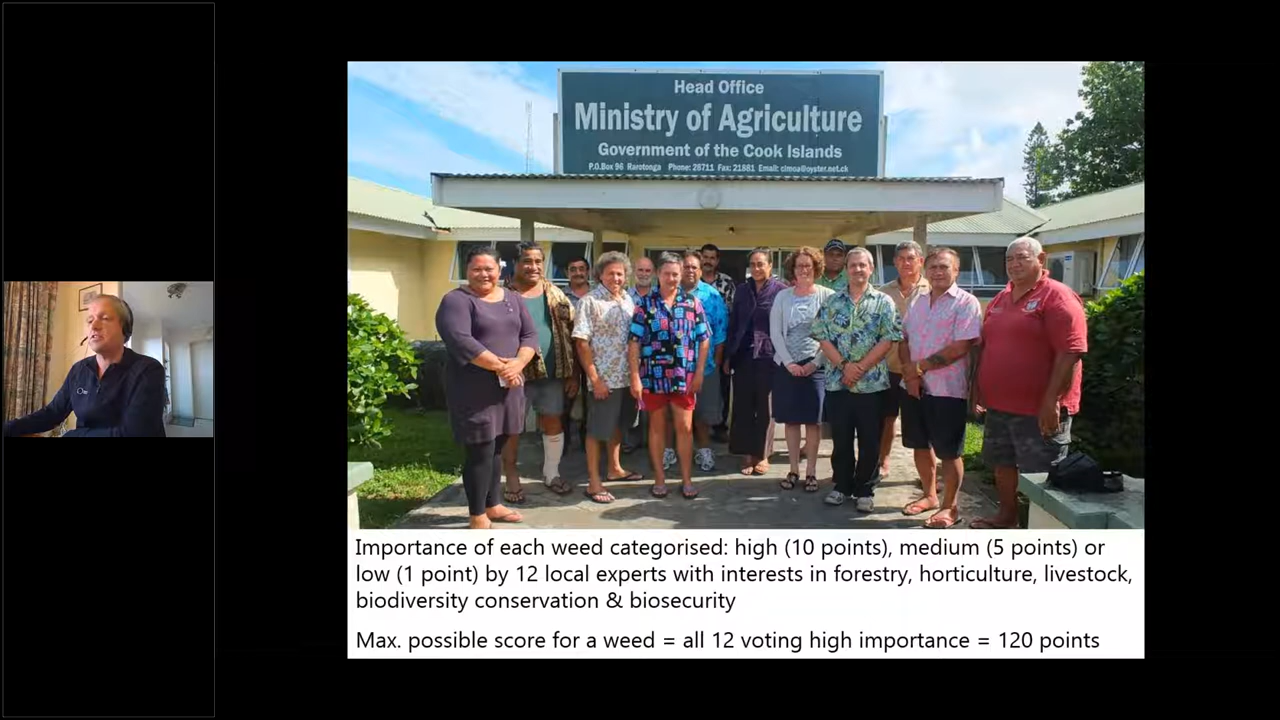 Head Office
Ministry of Agriculture
Government of the Cook Islands
P.O.Box 96 Rarotonga Phone: 28711 Fax: 21881 Email: cimoa@oyster.net.ck
Importance of each weed categorised: high (10 points), medium (5 points) or
low (1 point) by 12 local experts with interests in forestry, horticulture, livestock,
biodiversity conservation & biosecurity
Max. possible score for a weed = all 12 voting high importance = 120 points